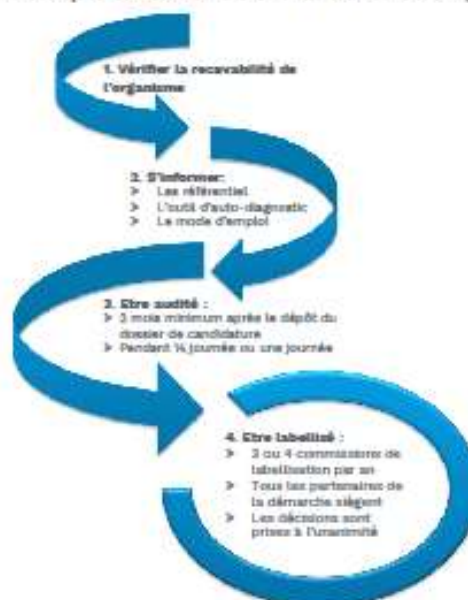 1. Vérifier la recevabilité de
l'organisme
2. S'informer:
➢ Les référentiel
➢ L'outil d'auto-diagnostic
➢ Le mode d'emploi
3. Etre audité :
➢ 3 mois minimum après le dépôt du
dossier de candidature
➢ Pendant ½ journée ou une journée
4. Etre labellisé :
➢ 3 ou 4 commissions de
labellisation par an
➢ Tous les partenaires de
la démarche siègent
➢ Les décisions sont
prises à l'unanimité